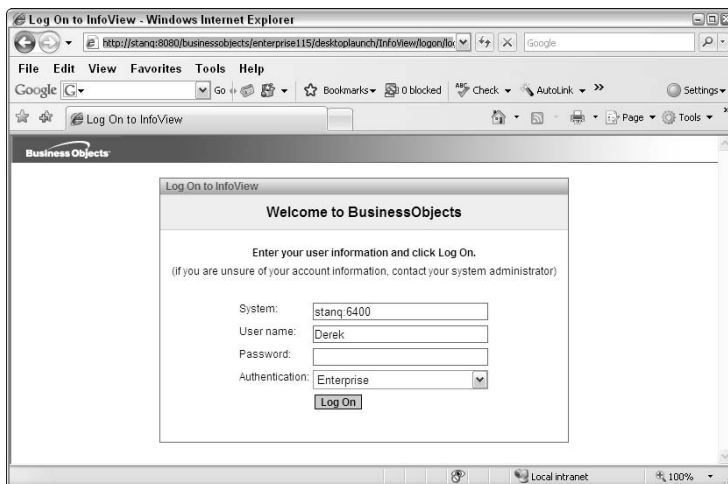 Log On to InfoView - Windows Internet Explorer
http://stanq:8080/businessobjects/enterprise115/desktoplaunch/InfoView/logon/lo
Google
File Edit View Favorites Tools Help
Google G Go Bookmarks 0 blocked ABC Check AutoLink » Settings
Log On to InfoView Page Tools »
Business Objects
Log On to InfoView
Welcome to BusinessObjects
Enter your user information and click Log On.
(if you are unsure of your account information, contact your system administrator)
System: stanq:6400
User name: Derek
Password:
Authentication: Enterprise
Log On
Local intranet 100%